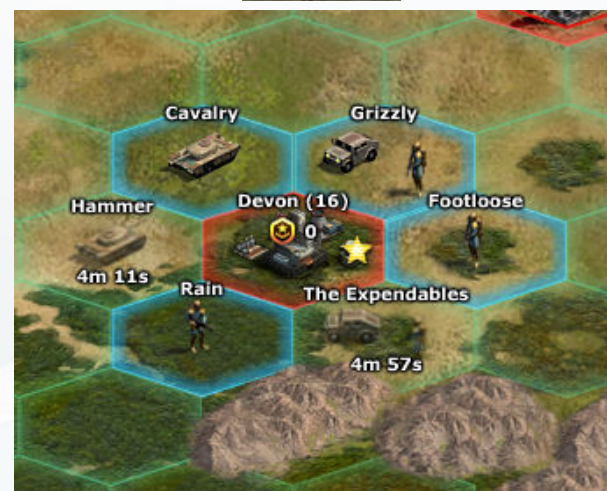 Cavalry
Grizzly
Hammer
Devon (16)
Footloose
0
4m 11s
Rain
The Expendables
4m 57s